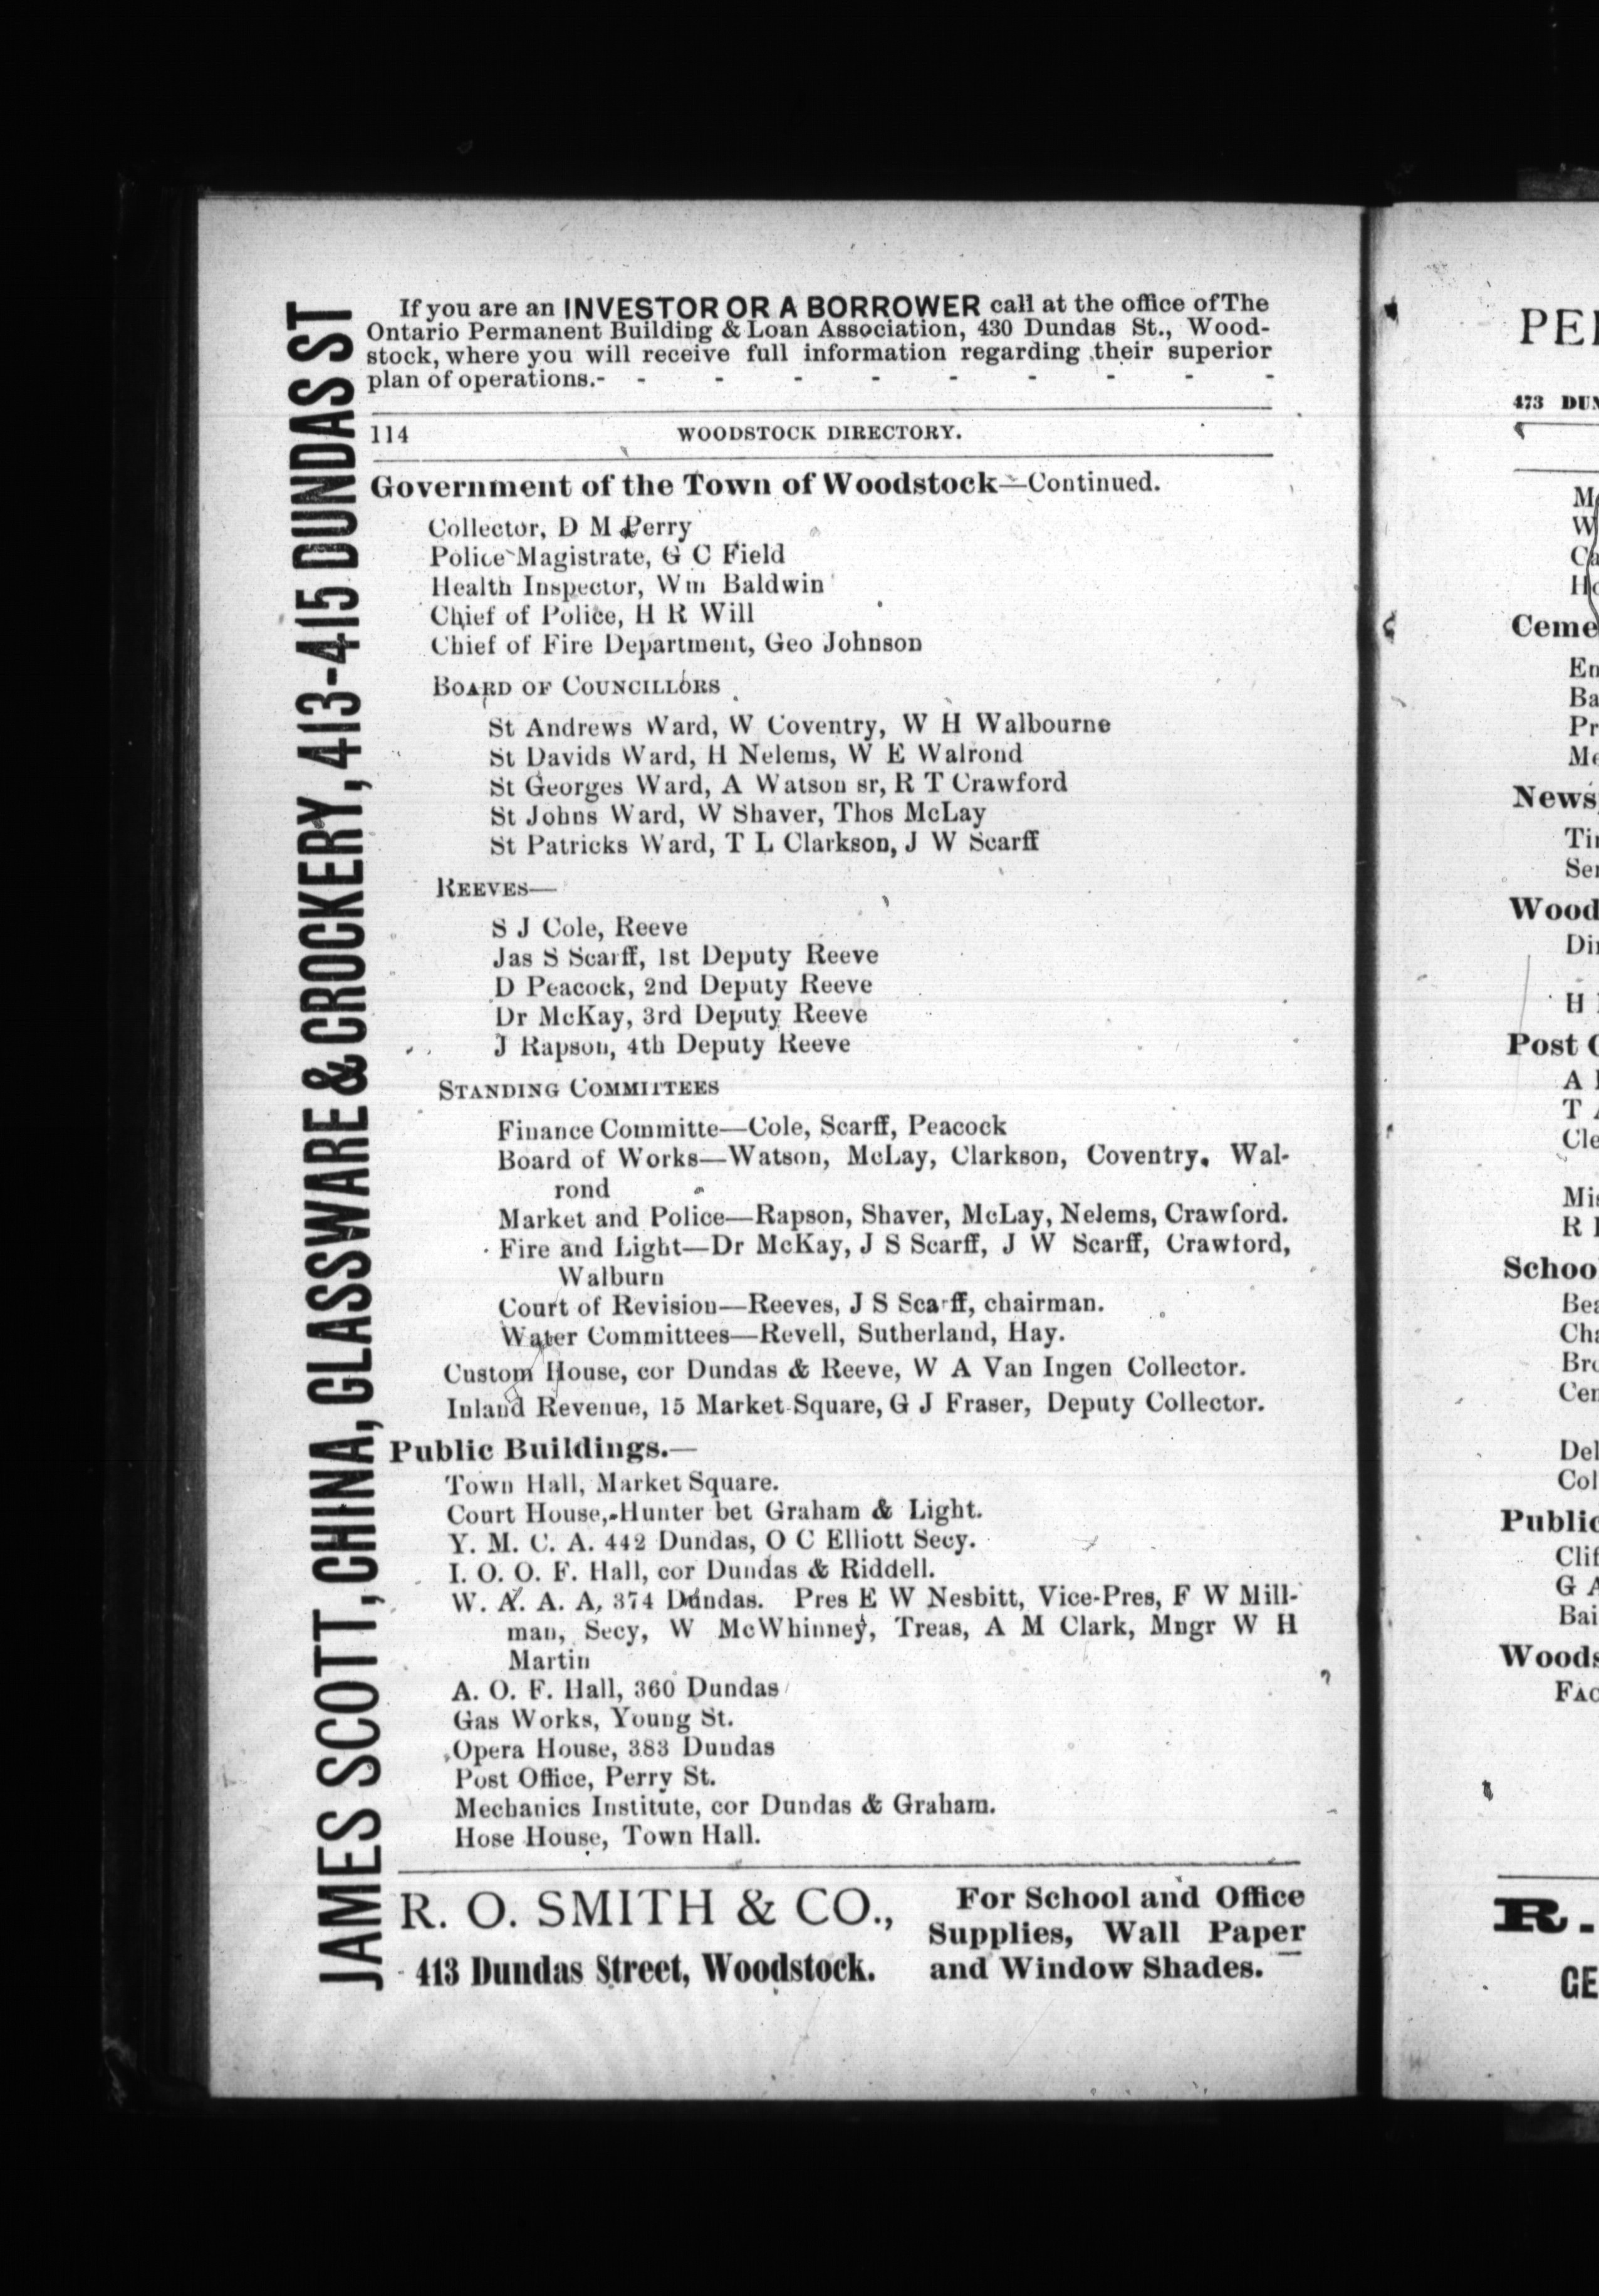 If you are an INVESTOR OR A BORROWER call at the office of The
Ontario Permanent Building & Loan Association, 430 Dundas St., Wood-
stock, where you will receive full information regarding their superior
plan of operations.- - - - - - - - - -
114 WOODSTOCK DIRECTORY.
Government of the Town of Woodstock—Continued.
Collector, D M Perry
Police Magistrate, G C Field
Health Inspector, Wm Baldwin
Chief of Police, H R Will
Chief of Fire Department, Geo Johnson
BOARD OF COUNCILLORS
St Andrews Ward, W Coventry, W H Walbourne
St Davids Ward, H Nelems, W E Walrond
St Georges Ward, A Watson sr, R T Crawford
St Johns Ward, W Shaver, Thos McLay
St Patricks Ward, T L Clarkson, J W Scarff
REEVES—
S J Cole, Reeve
Jas S Scarff, 1st Deputy Reeve
D Peacock, 2nd Deputy Reeve
Dr McKay, 3rd Deputy Reeve
J Rapson, 4th Deputy Reeve
STANDING COMMITTEES
Finance Committe—Cole, Scarff, Peacock
Board of Works—Watson, McLay, Clarkson, Coventry, Wal-
rond
Market and Police—Rapson, Shaver, McLay, Nelems, Crawford.
Fire and Light—Dr McKay, J S Scarff, J W Scarff, Crawford,
Walburn
Court of Revision—Reeves, J S Scarff, chairman.
Water Committees—Revell, Sutherland, Hay.
Custom House, cor Dundas & Reeve, W A Van Ingen Collector.
Inland Revenue, 15 Market Square, G J Fraser, Deputy Collector.
Public Buildings.—
Town Hall, Market Square.
Court House, Hunter bet Graham & Light.
Y. M. C. A. 442 Dundas, O C Elliott Secy.
I. O. O. F. Hall, cor Dundas & Riddell.
W. A. A. A, 374 Dundas. Pres E W Nesbitt, Vice-Pres, F W Mill-
man, Secy, W McWhinney, Treas, A M Clark, Mngr W H
Martin
A. O. F. Hall, 360 Dundas
Gas Works, Young St.
Opera House, 383 Dundas
Post Office, Perry St.
Mechanics Institute, cor Dundas & Graham.
Hose House, Town Hall.
R. O. SMITH & CO.,
413 Dundas Street, Woodstock.
For School and Office
Supplies, Wall Paper
and Window Shades.
JAMES SCOTT, CHINA, GLASSWARE & CROCKERY, 413-415 DUNDAS ST
473
Post
A
T
R
H
Public
G
R.